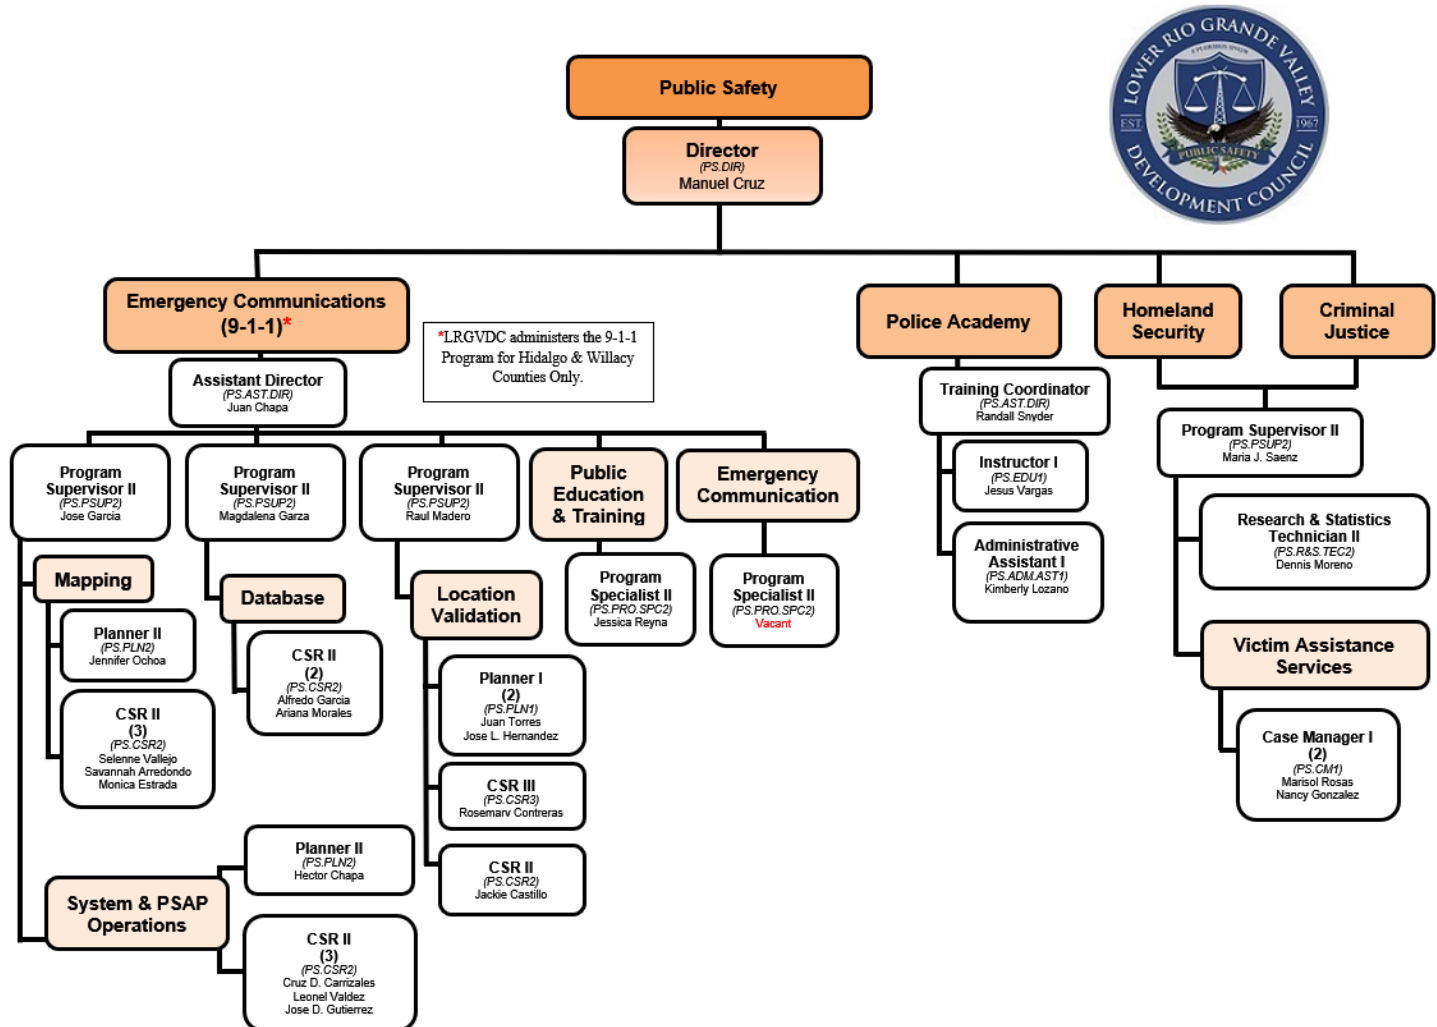 LOWER RIO GRANDE VALLEY
EST.
1967
PUBLIC SAFETY
DEVELOPMENT COUNCIL
Public Safety
Director
(PS.DIR)
Manuel Cruz
Emergency Communications
(9-1-1)*
*LRGVDC administers the 9-1-1
Program for Hidalgo & Willacy
Counties Only.
Assistant Director
(PS.AST.DIR)
Juan Chapa
Program
Supervisor II
(PS.PSUP2)
Jose Garcia
Mapping
Planner II
(PS.PLN2)
Jennifer Ochoa
CSR II
(3)
(PS.CSR2)
Selenne Vallejo
Savannah Arredondo
Monica Estrada
System & PSAP
Operations
Planner II
(PS.PLN2)
Hector Chapa
CSR II
(3)
(PS.CSR2)
Cruz D. Carrizales
Leonel Valdez
Jose D. Gutierrez
Program
Supervisor II
(PS.PSUP2)
Magdalena Garza
Database
CSR II
(2)
(PS.CSR2)
Alfredo Garcia
Ariana Morales
Program
Supervisor II
(PS.PSUP2)
Raul Madero
Location
Validation
Planner I
(2)
(PS.PLN1)
Juan Torres
Jose L. Hernandez
CSR III
(PS.CSR3)
Rosemary Contreras
CSR II
(PS.CSR2)
Jackie Castillo
Public
Education
& Training
Program
Specialist II
(PS.PRO.SPC2)
Jessica Reyna
Emergency
Communication
Program
Specialist II
(PS.PRO.SPC2)
Vacant
Police Academy
Training Coordinator
(PS.AST.DIR)
Randall Snyder
Instructor I
(PS.EDU1)
Jesus Vargas
Administrative
Assistant I
(PS.ADM.AST1)
Kimberly Lozano
Homeland
Security
Criminal
Justice
Program Supervisor II
(PS.PSUP2)
Maria J. Saenz
Research & Statistics
Technician II
(PS.R&S.TEC2)
Dennis Moreno
Victim Assistance
Services
Case Manager I
(2)
(PS.CM1)
Marisol Rosas
Nancy Gonzalez